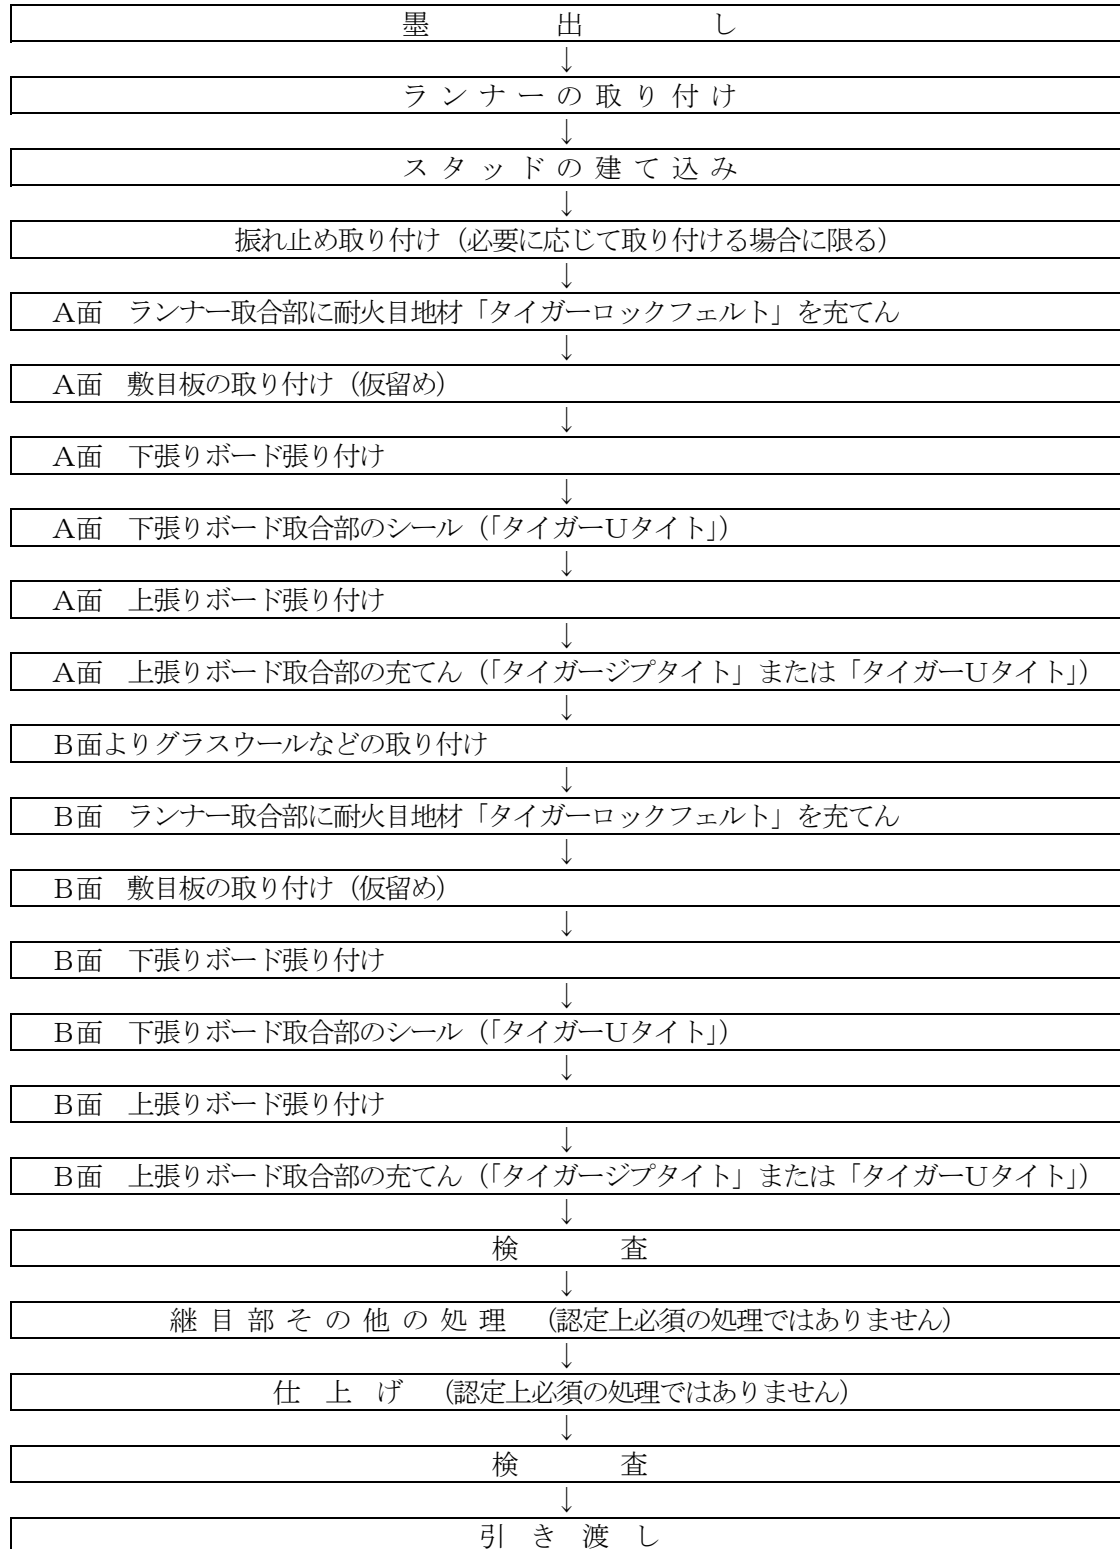 墨出し
↓
ランナーの取り付け
↓
スタッドの建て込み
↓
振れ止め取り付け（必要に応じて取り付ける場合に限る）
↓
A面　ランナー取合部に耐火目地材「タイガーロックフェルト」を充てん
↓
A面　敷目板の取り付け（仮留め）
↓
A面　下張りボード張り付け
↓
A面　下張りボード取合部のシール（「タイガーUタイト」）
↓
A面　上張りボード張り付け
↓
A面　上張りボード取合部の充てん（「タイガージプタイト」または「タイガーUタイト」）
↓
B面よりグラスウールなどの取り付け
↓
B面　ランナー取合部に耐火目地材「タイガーロックフェルト」を充てん
↓
B面　敷目板の取り付け（仮留め）
↓
B面　下張りボード張り付け
↓
B面　下張りボード取合部のシール（「タイガーUタイト」）
↓
B面　上張りボード張り付け
↓
B面　上張りボード取合部の充てん（「タイガージプタイト」または「タイガーUタイト」）
↓
検査
↓
継目部その他の処理　（認定上必須の処理ではありません）
↓
仕上げ　（認定上必須の処理ではありません）
↓
検査
↓
引き渡し